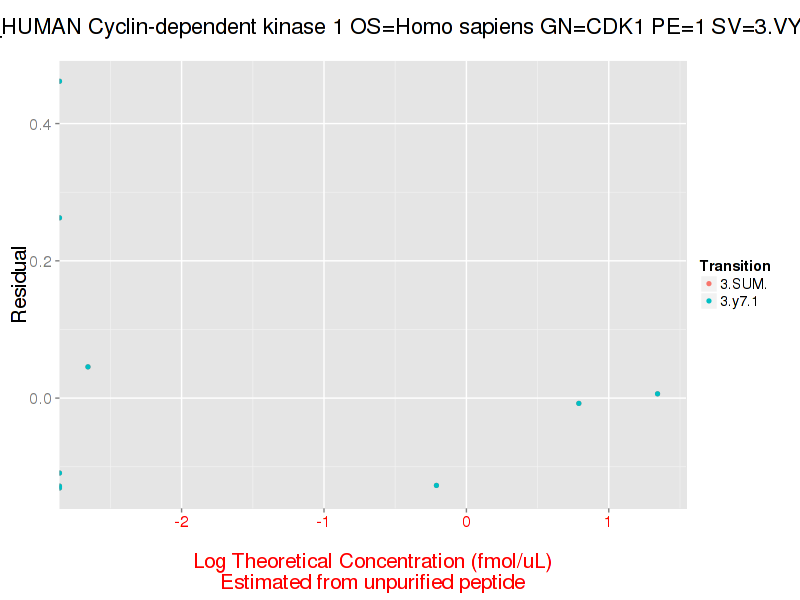 HUMAN Cyclin-dependent kinase 1 OS=Homo sapiens GN=CDK1 PE=1 SV=3.VY
0.4
0.2
0.0
Residual
-2 -1 0 1
Log Theoretical Concentration (fmol/uL)
Estimated from unpurified peptide
Transition
3.SUM.
3.y7.1